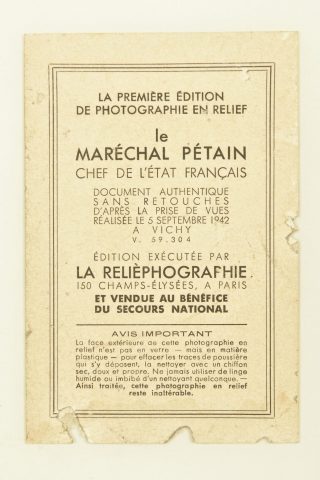 LA PREMIÈRE ÉDITION
DE PHOTOGRAPHIE EN RELIEF
le
MARÉCHAL PÉTAIN
CHEF DE L'ÉTAT FRANÇAIS
DOCUMENT AUTHENTIQUE
SANS RETOUCHES
D'APRÈS LA PRISE DE VUES
RÉALISÉE LE 5 SEPTEMBRE 1942
A VICHY
V. 59.304
ÉDITION EXÉCUTÉE PAR
LA RELIÈPHOGRAPHIE
150 CHAMPS-ÉLYSÉES, A PARIS
ET VENDUE AU BÉNÉFICE
DU SECOURS NATIONAL
AVIS IMPORTANT
La face extérieure de cette photographie en
relief n'est pas en verre — mais en matière
plastique — pour effacer les traces de poussière
qui s'y déposent, la nettoyer avec un chiffon
sec, doux et propre. Ne jamais utiliser de linge
humide ou imbibé d'un nettoyant quelconque. —
Ainsi traitée, cette photographie en relief
reste inaltérable.